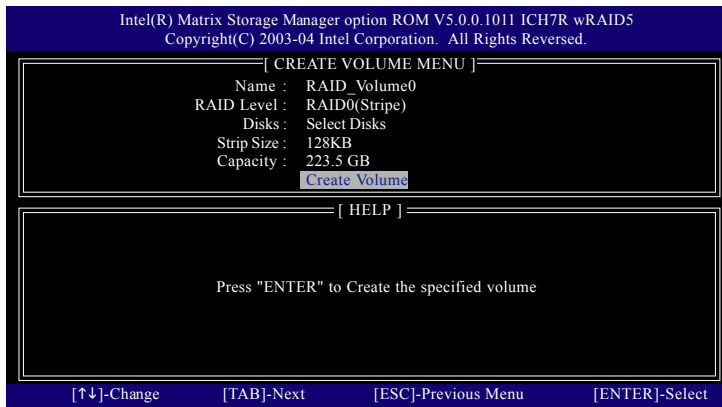 Intel(R) Matrix Storage Manager option ROM V5.0.0.1011 ICH7R wRAID5
Copyright(C) 2003-04 Intel Corporation. All Rights Reversed.
[ CREATE VOLUME MENU ]
Name : RAID_Volume0
RAID Level : RAID0(Stripe)
Disks : Select Disks
Strip Size : 128KB
Capacity : 223.5 GB
Create Volume
[ HELP ]
Press "ENTER" to Create the specified volume
[↑↓]-Change [TAB]-Next [ESC]-Previous Menu [ENTER]-Select